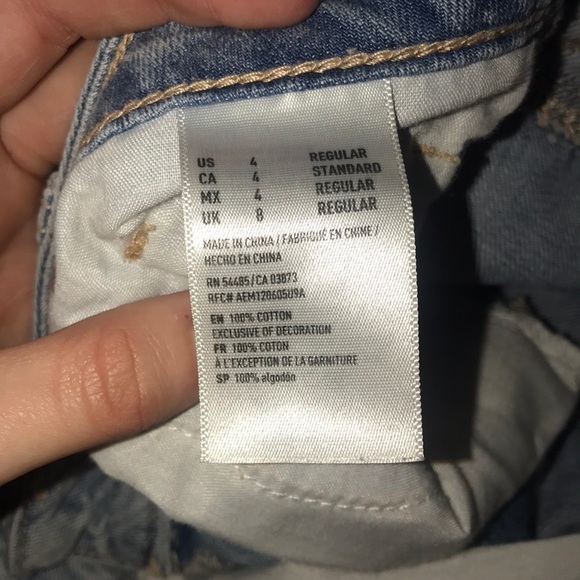 US 4 REGULAR
CA 4 STANDARD
MX 4 REGULAR
UK 8 REGULAR
MADE IN CHINA / FABRIQUÉ EN CHINE /
HECHO EN CHINA
RN 54485/CA 03873
RFC# AEM120605U9A
EN 100% COTTON
EXCLUSIVE OF DECORATION
FR 100% COTON
À L'EXCEPTION DE LA GARNITURE
SP 100% algodón